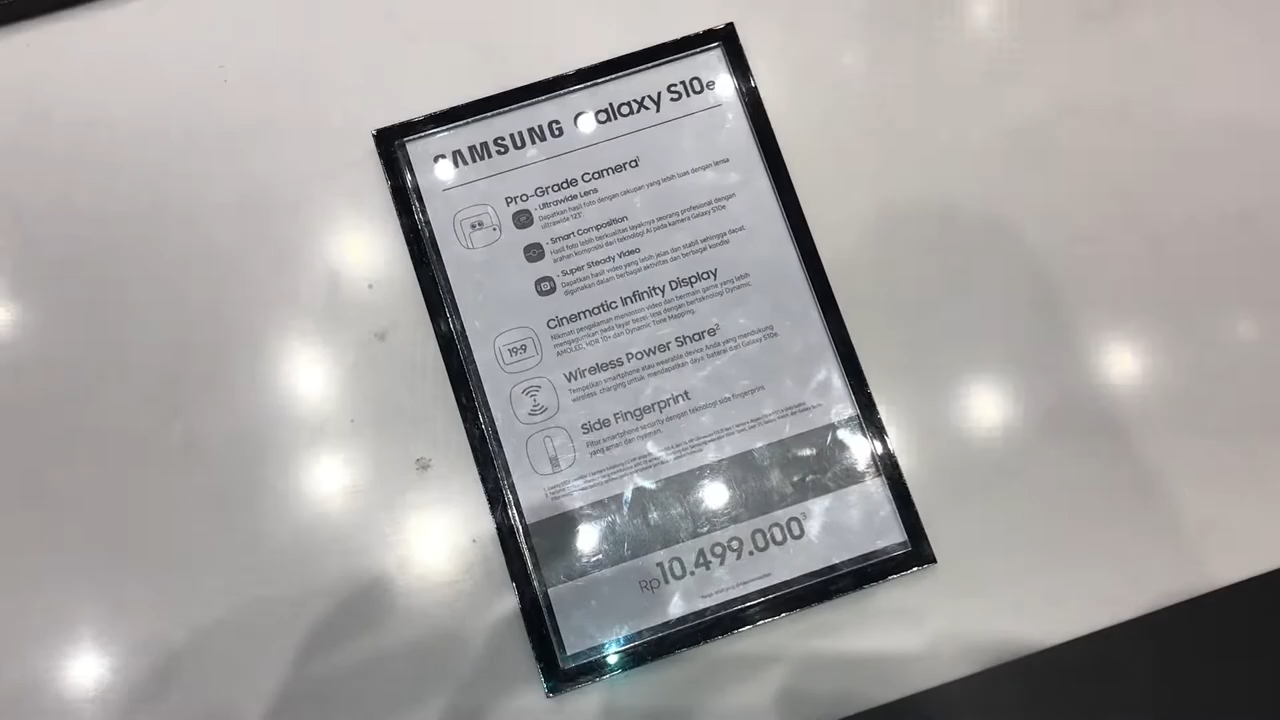 SAMSUNG Galaxy S10e
Pro-Grade Camera¹
- Ultrawide Lens
Dapatkan hasil foto dengan cakupan yang lebih luas dengan lensa
ultrawide 123°.
- Smart Composition
Hasil foto lebih berkualitas layaknya seorang profesional dengan
arahan komposisi dari teknologi AI pada kamera Galaxy S10e
- Super Steady Video
Dapatkan hasil video yang lebih jelas dan stabil sehingga dapat
digunakan dalam berbagai aktivitas dan berbagai kondisi
19:9
Cinematic Infinity Display
Nikmati pengalaman menonton video dan bermain game yang lebih
mengagumkan pada layar bezel-less dengan berteknologi Dynamic
AMOLED, HDR 10+ dan Dynamic Tone Mapping.
Wireless Power Share²
Tempelkan smartphone atau wearable device Anda yang mendukung
wireless charging untuk mendapatkan daya baterai dari Galaxy S10e.
Side Fingerprint
Fitur smartphone security dengan teknologi side fingerprint
yang aman dan nyaman.
Rp10.499.000³